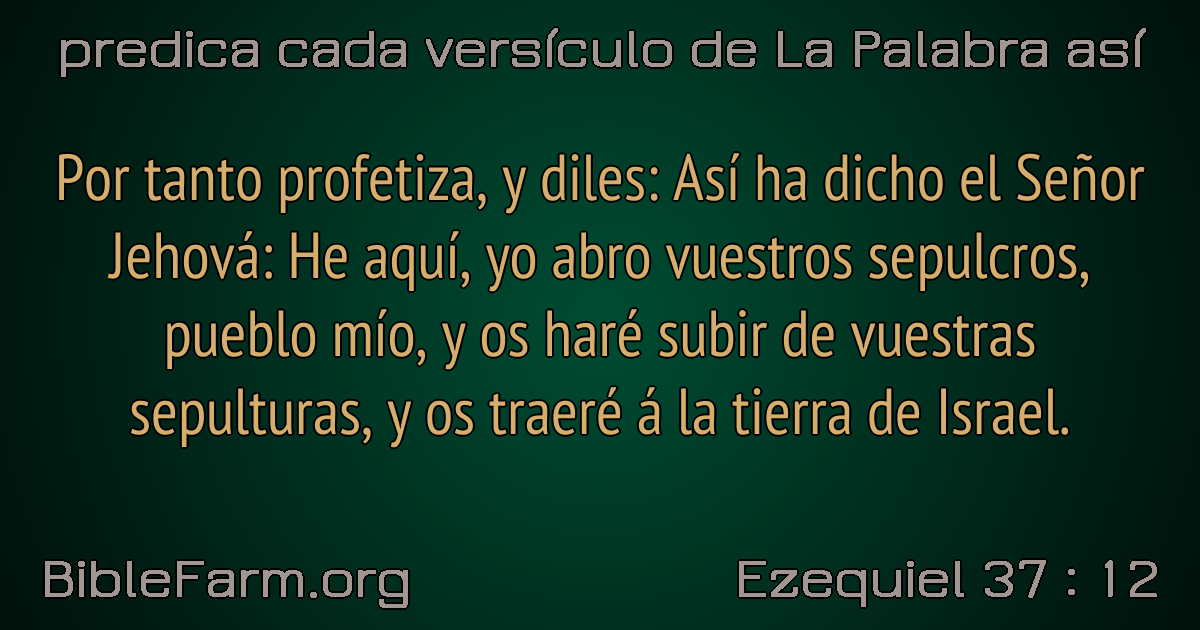 predica cada versículo de La Palabra así
Por tanto profetiza, y diles: Así ha dicho el Señor
Jehová: He aquí, yo abro vuestros sepulcros,
pueblo mío, y os haré subir de vuestras
sepulturas, y os traeré á la tierra de Israel.
BibleFarm.org
Ezequiel 37 : 12